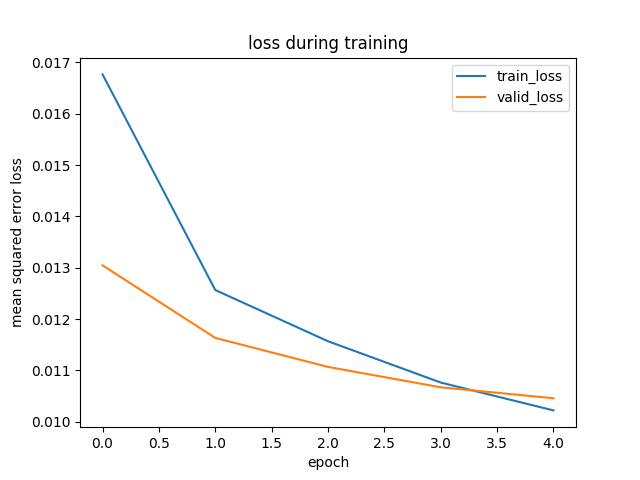 loss during training
train_loss
valid_loss
mean squared error loss
0.017
0.016
0.015
0.014
0.013
0.012
0.011
0.010
0.0 0.5 1.0 1.5 2.0 2.5 3.0 3.5 4.0
epoch